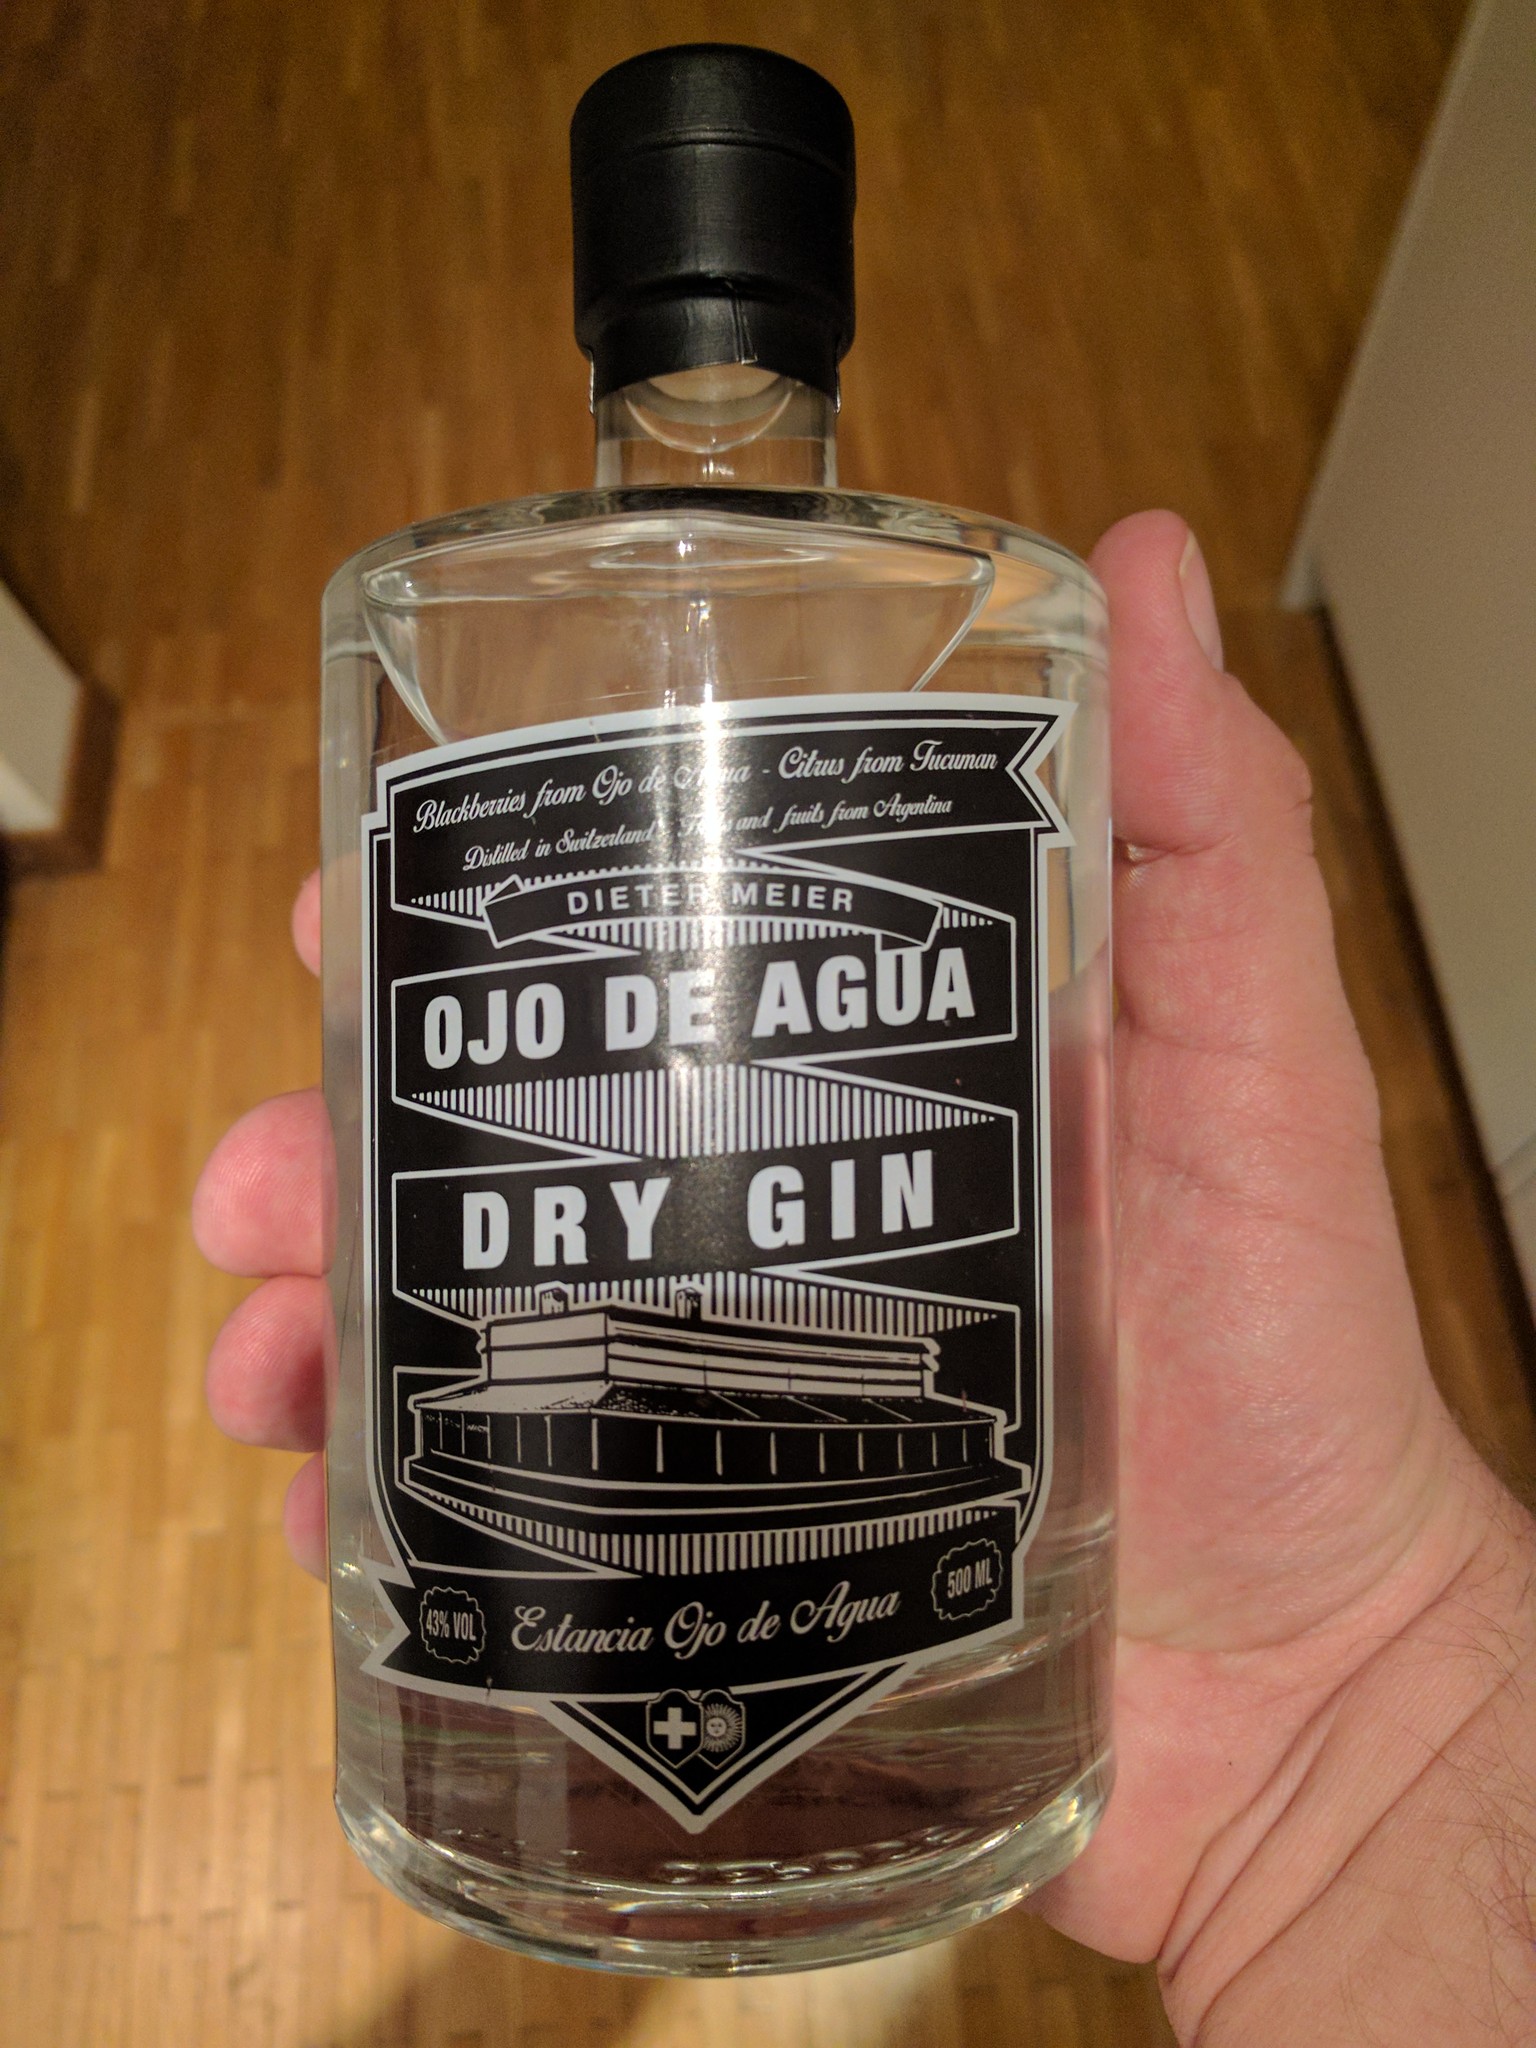 Blackberries from Ojo de Agua - Citrus from Tucuman
Distilled in Switzerland and fruits from Argentina
DIETER MEIER
OJO DE AGUA
DRY GIN
43% VOL
Estancia Ojo de Agua
500 ML